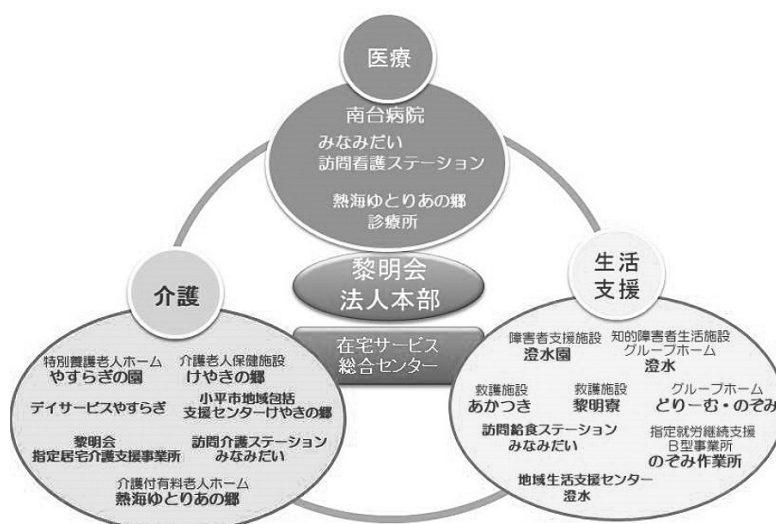 医療
南台病院
みなみだい
訪問看護ステーション
熱海ゆとりあの郷
診療所
黎明会
法人本部
在宅サービス
総合センター
介護
特別養護老人ホーム
やすらぎの園
介護老人保健施設
けやきの郷
デイサービスやすらぎ
小平市地域包括
支援センターけやきの郷
黎明会
指定居宅介護支援事業所
訪問介護ステーション
みなみだい
介護付有料老人ホーム
熱海ゆとりあの郷
生活
支援
障害者支援施設
澄水園
知的障害者生活施設
グループホーム
澄水
救護施設
あかつき
救護施設
黎明寮
グループホーム
どりーむ・のぞみ
訪問給食ステーション
みなみだい
指定就労継続支援
B型事業所
のぞみ作業所
地域生活支援センター
澄水